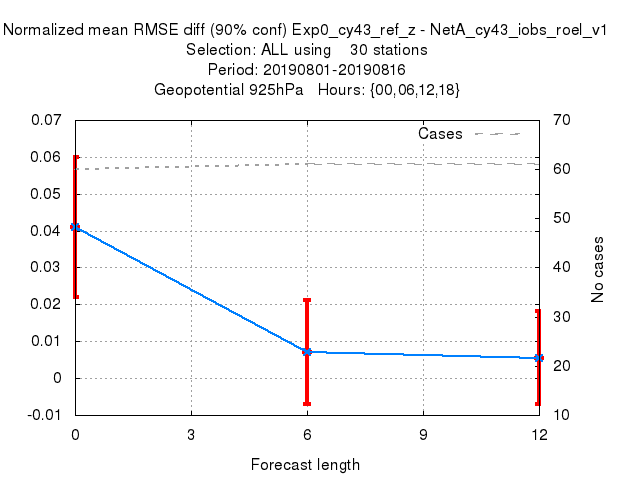 Normalized mean RMSE diff (90% conf) Exp0_cy43_ref_z - NetA_cy43_iobs_roel_v1
Selection: ALL using    30 stations
Period: 20190801-20190816
Geopotential 925hPa   Hours: {00,06,12,18}
Cases
0.07
0.06
0.05
0.04
0.03
0.02
0.01
0
-0.01
70
60
50
40
30
20
10
No cases
0 3 6 9 12
Forecast length